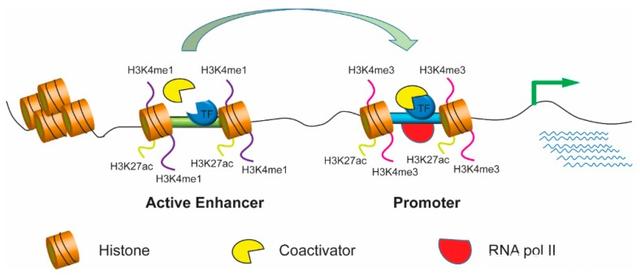 H3K4me1 H3K4me1 H3K4me3 H3K4me3
TF TF
H3K27ac H3K27ac H3K27ac H3K27ac
H3K4me1 H3K4me1 H3K4me3 H3K4me3
Active Enhancer Promoter
Histone Coactivator RNA pol II